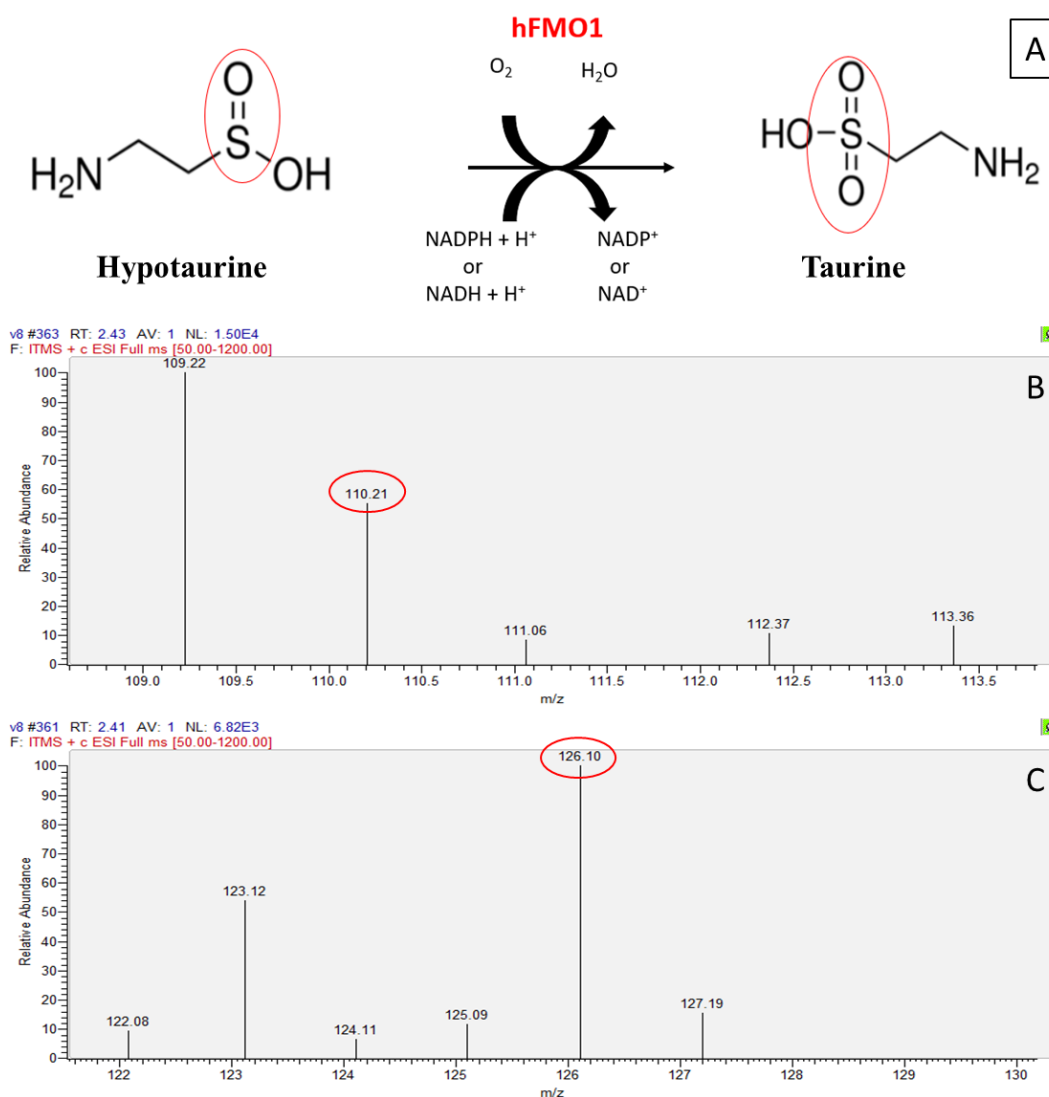 hFMO1
A
O₂ H₂O
O
S
OH
H₂N
O
HO S
O
NH₂
NADPH + H⁺ NADP⁺
or or
NADH + H⁺ NAD⁺
Hypotaurine Taurine
v8 #363 RT: 2.43 AV: 1 NL: 1.50E4
F: ITMS + c ESI Full ms [50.00-1200.00]
B
109.22
110.21
111.06
112.37
113.36
100
90
80
70
60
50
40
30
20
10
0
Relative Abundance
109.0 109.5 110.0 110.5 111.0 111.5 112.0 112.5 113.0 113.5
m/z
v8 #361 RT: 2.41 AV: 1 NL: 6.82E3
F: ITMS + c ESI Full ms [50.00-1200.00]
C
126.10
123.12
122.08
124.11
125.09
127.19
100
90
80
70
60
50
40
30
20
10
0
Relative Abundance
122 123 124 125 126 127 128 129 130
m/z